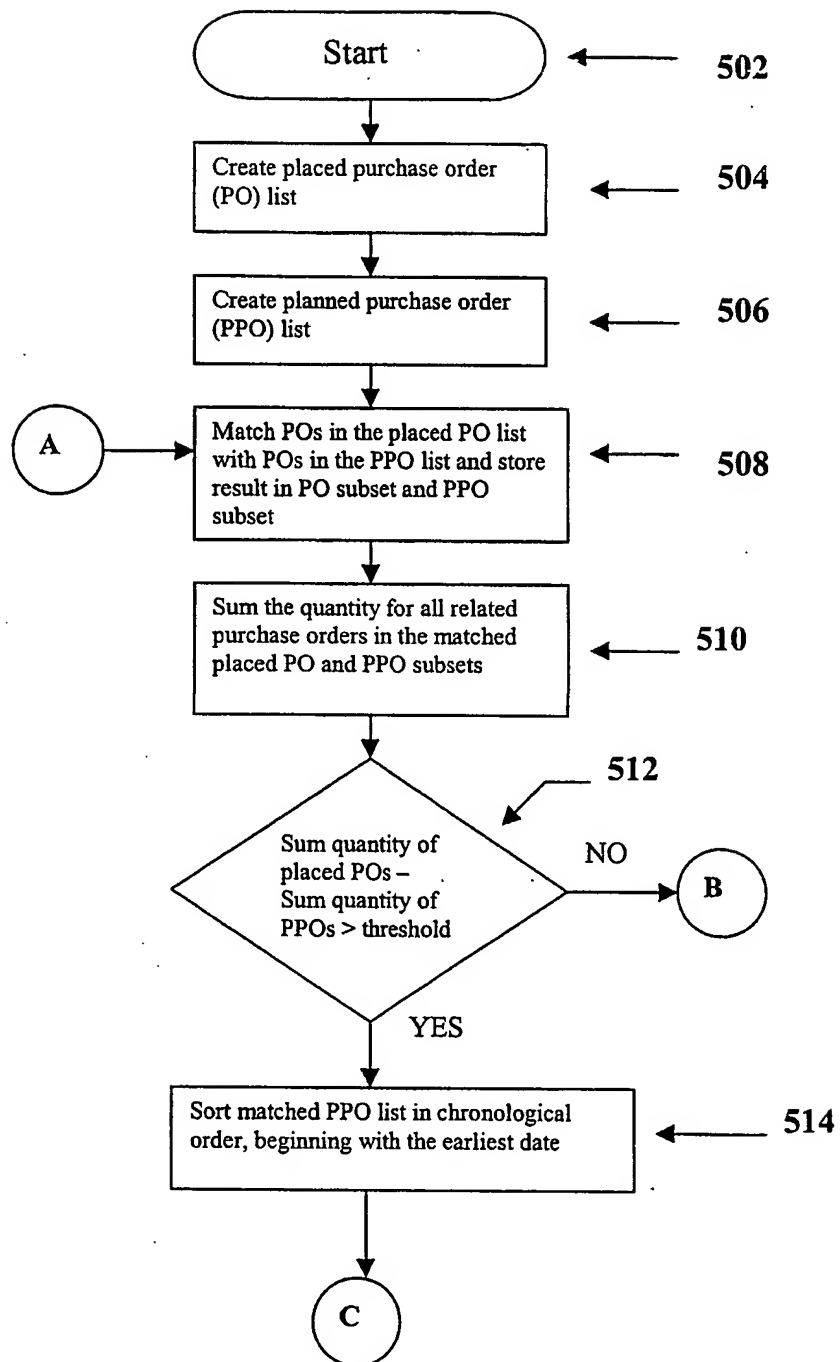 Start
502
Create placed purchase order
(PO) list
504
Create planned purchase order
(PPO) list
506
A
Match POs in the placed PO list
with POs in the PPO list and store
result in PO subset and PPO
subset
508
Sum the quantity for all related
purchase orders in the matched
placed PO and PPO subsets
510
512
Sum quantity of
placed POs –
Sum quantity of
PPOs > threshold
NO
B
YES
Sort matched PPO list in chronological
order, beginning with the earliest date
514
C